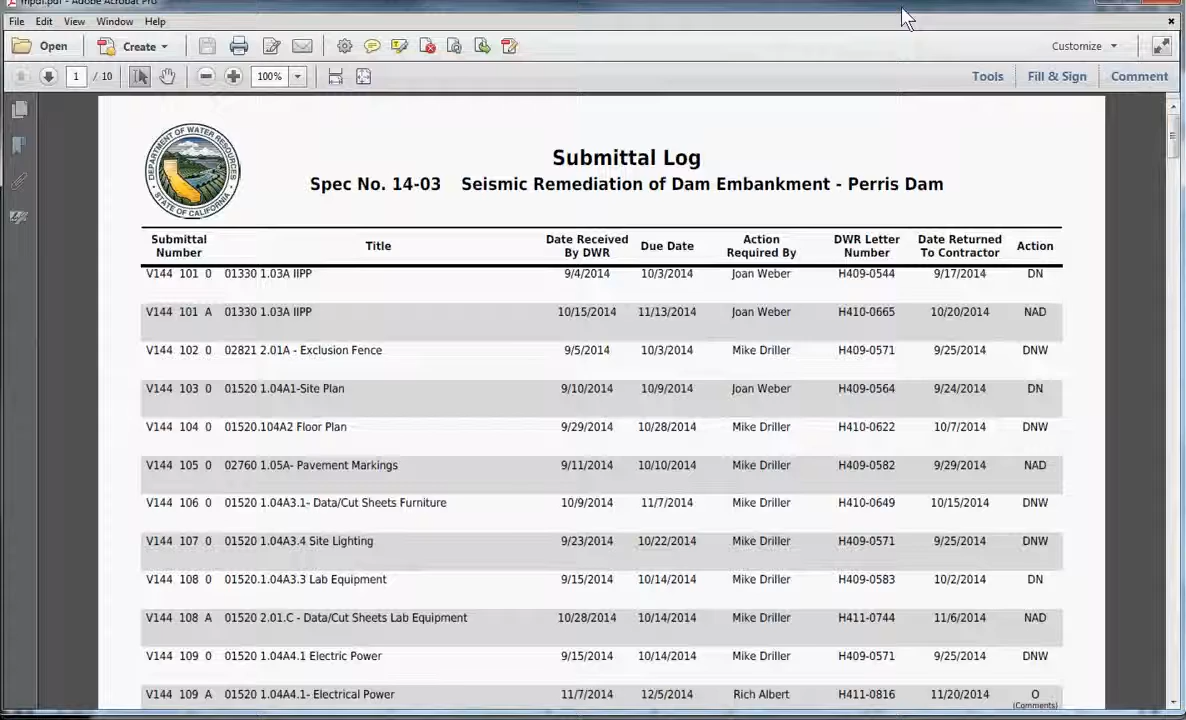 mpdf.pdf - Adobe Acrobat Pro
File Edit View Window Help
Open Create Customize
1 / 10 100% Tools Fill & Sign Comment
DEPARTMENT OF WATER RESOURCES
STATE OF CALIFORNIA
Submittal Log
Spec No. 14-03 Seismic Remediation of Dam Embankment - Perris Dam
Submittal Number Title Date Received By DWR Due Date Action Required By DWR Letter Number Date Returned To Contractor Action
V144 101 0 01330 1.03A IIPP 9/4/2014 10/3/2014 Joan Weber H409-0544 9/17/2014 DN
V144 101 A 01330 1.03A IIPP 10/15/2014 11/13/2014 Joan Weber H410-0665 10/20/2014 NAD
V144 102 0 02821 2.01A - Exclusion Fence 9/5/2014 10/3/2014 Mike Driller H409-0571 9/25/2014 DNW
V144 103 0 01520 1.04A1-Site Plan 9/10/2014 10/9/2014 Joan Weber H409-0564 9/24/2014 DN
V144 104 0 01520.104A2 Floor Plan 9/29/2014 10/28/2014 Mike Driller H410-0622 10/7/2014 DNW
V144 105 0 02760 1.05A- Pavement Markings 9/11/2014 10/10/2014 Mike Driller H409-0582 9/29/2014 NAD
V144 106 0 01520 1.04A3.1- Data/Cut Sheets Furniture 10/9/2014 11/7/2014 Mike Driller H410-0649 10/15/2014 DNW
V144 107 0 01520 1.04A3.4 Site Lighting 9/23/2014 10/22/2014 Mike Driller H409-0571 9/25/2014 DNW
V144 108 0 01520.1.04A3.3 Lab Equipment 9/15/2014 10/14/2014 Mike Driller H409-0583 10/2/2014 DN
V144 108 A 01520 2.01.C - Data/Cut Sheets Lab Equipment 10/28/2014 10/14/2014 Mike Driller H411-0744 11/6/2014 NAD
V144 109 0 01520 1.04A4.1 Electric Power 9/15/2014 10/14/2014 Mike Driller H409-0571 9/25/2014 DNW
V144 109 A 01520 1.04A4.1- Electrical Power 11/7/2014 12/5/2014 Rich Albert H411-0816 11/20/2014 O
(Comments)